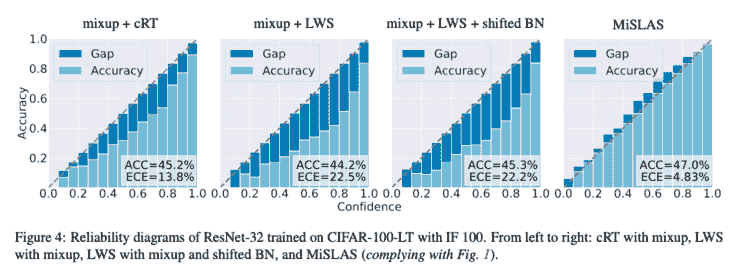 mixup + cRT
mixup + LWS
mixup + LWS + shifted BN
MiSLAS
1.0
0.8
0.6
0.4
0.2
Accuracy
Gap
Accuracy
ACC=45.2%
ECE=13.8%
Gap
Accuracy
ACC=44.2%
ECE=22.5%
Gap
Accuracy
ACC=45.3%
ECE=22.2%
Gap
Accuracy
ACC=47.0%
ECE=4.83%
0.0 0.2 0.4 0.6 0.8 1.0
0.0 0.2 0.4 0.6 0.8 1.0
0.0 0.2 0.4 0.6 0.8 1.0
0.0 0.2 0.4 0.6 0.8 1.0
Confidence
Figure 4: Reliability diagrams of ResNet-32 trained on CIFAR-100-LT with IF 100. From left to right: cRT with mixup, LWS
with mixup, LWS with mixup and shifted BN, and MiSLAS (complying with Fig. 1).